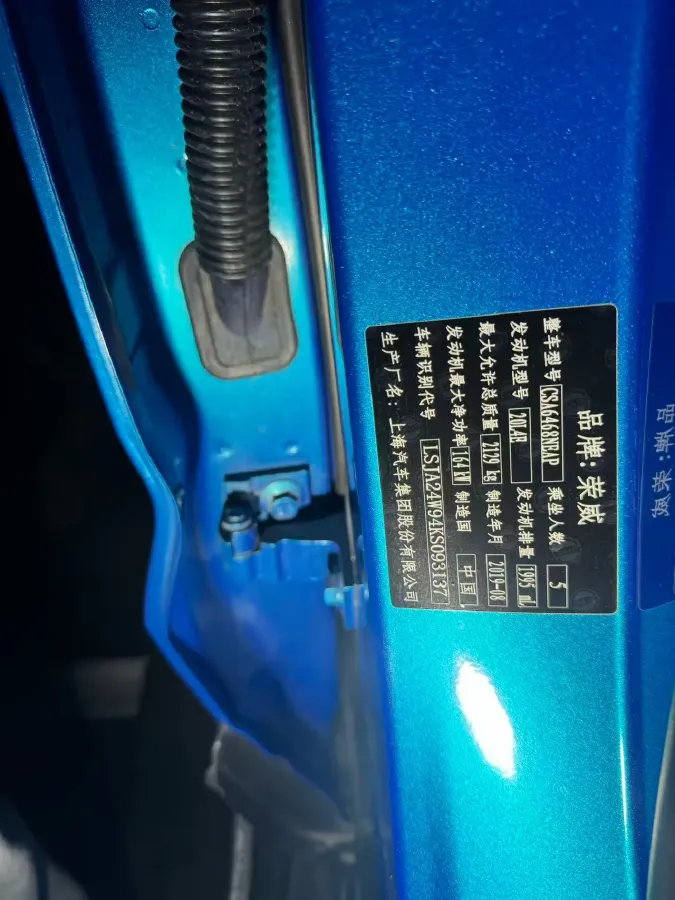 品牌: 荣威
整车型号 CSA6468NEAP 乘坐人数 5
发动机型号 20L4E 发动机排量 1995 mL
最大允许总质量 2129 kg 制造年月 2019-08
发动机最大净功率 164 kW 制造国 中国
车辆识别代号 LSJA24W94KS093137
生产厂名: 上海汽车集团股份有限公司